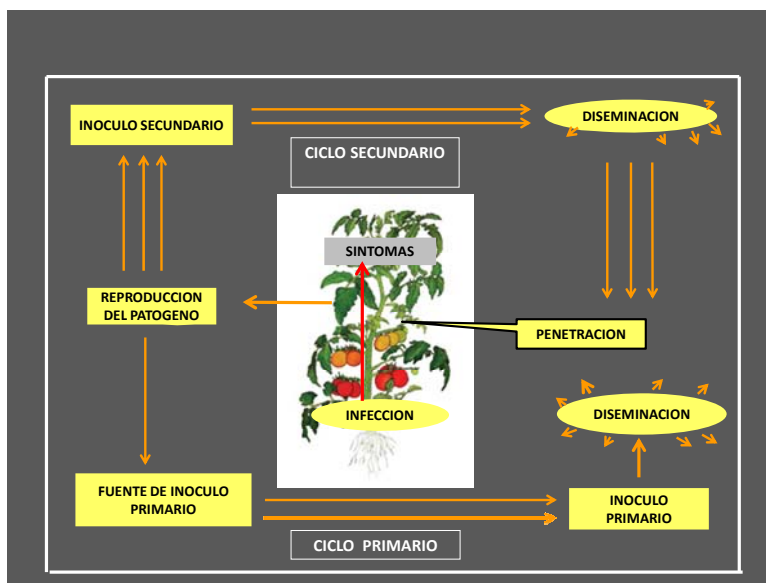 INOCULO SECUNDARIO
DISEMINACION
CICLO SECUNDARIO
SINTOMAS
REPRODUCCION
DEL PATOGENO
PENETRACION
INFECCION
DISEMINACION
FUENTE DE INOCULO
PRIMARIO
INOCULO
PRIMARIO
CICLO PRIMARIO